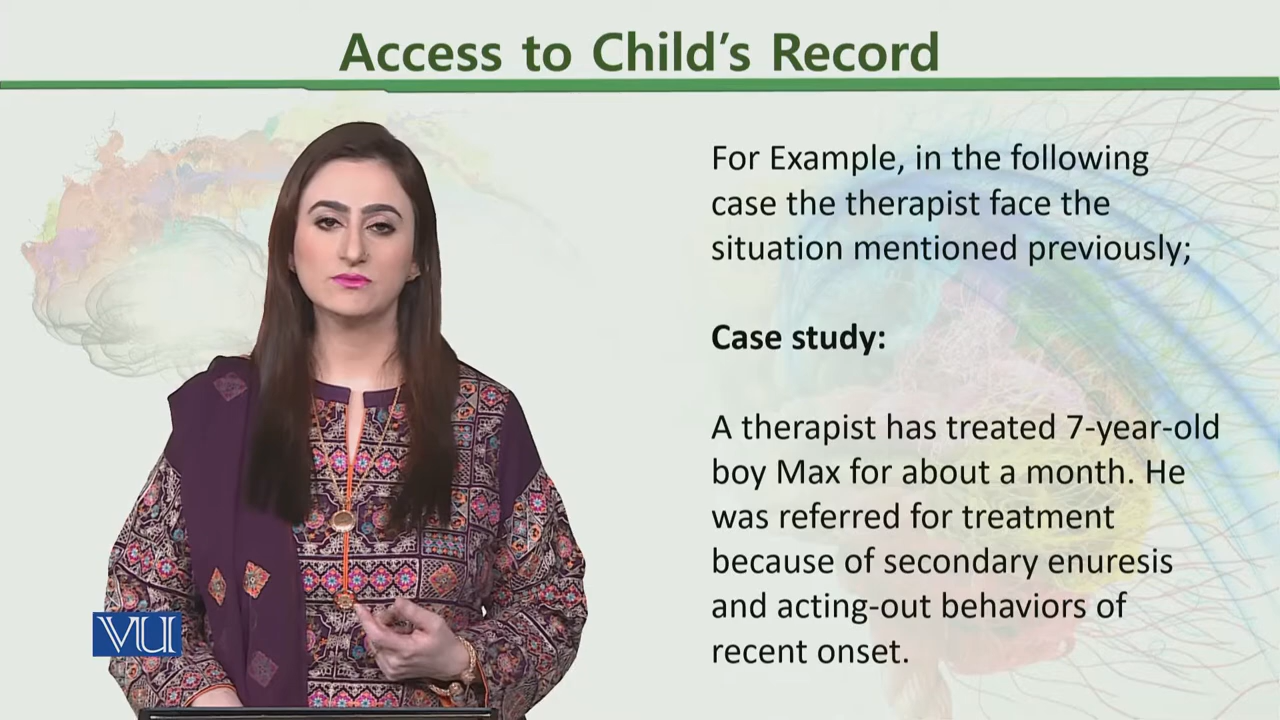 Access to Child's Record
For Example, in the following
case the therapist face the
situation mentioned previously;
Case study:
A therapist has treated 7-year-old
boy Max for about a month. He
was referred for treatment
because of secondary enuresis
and acting-out behaviors of
recent onset.
VU